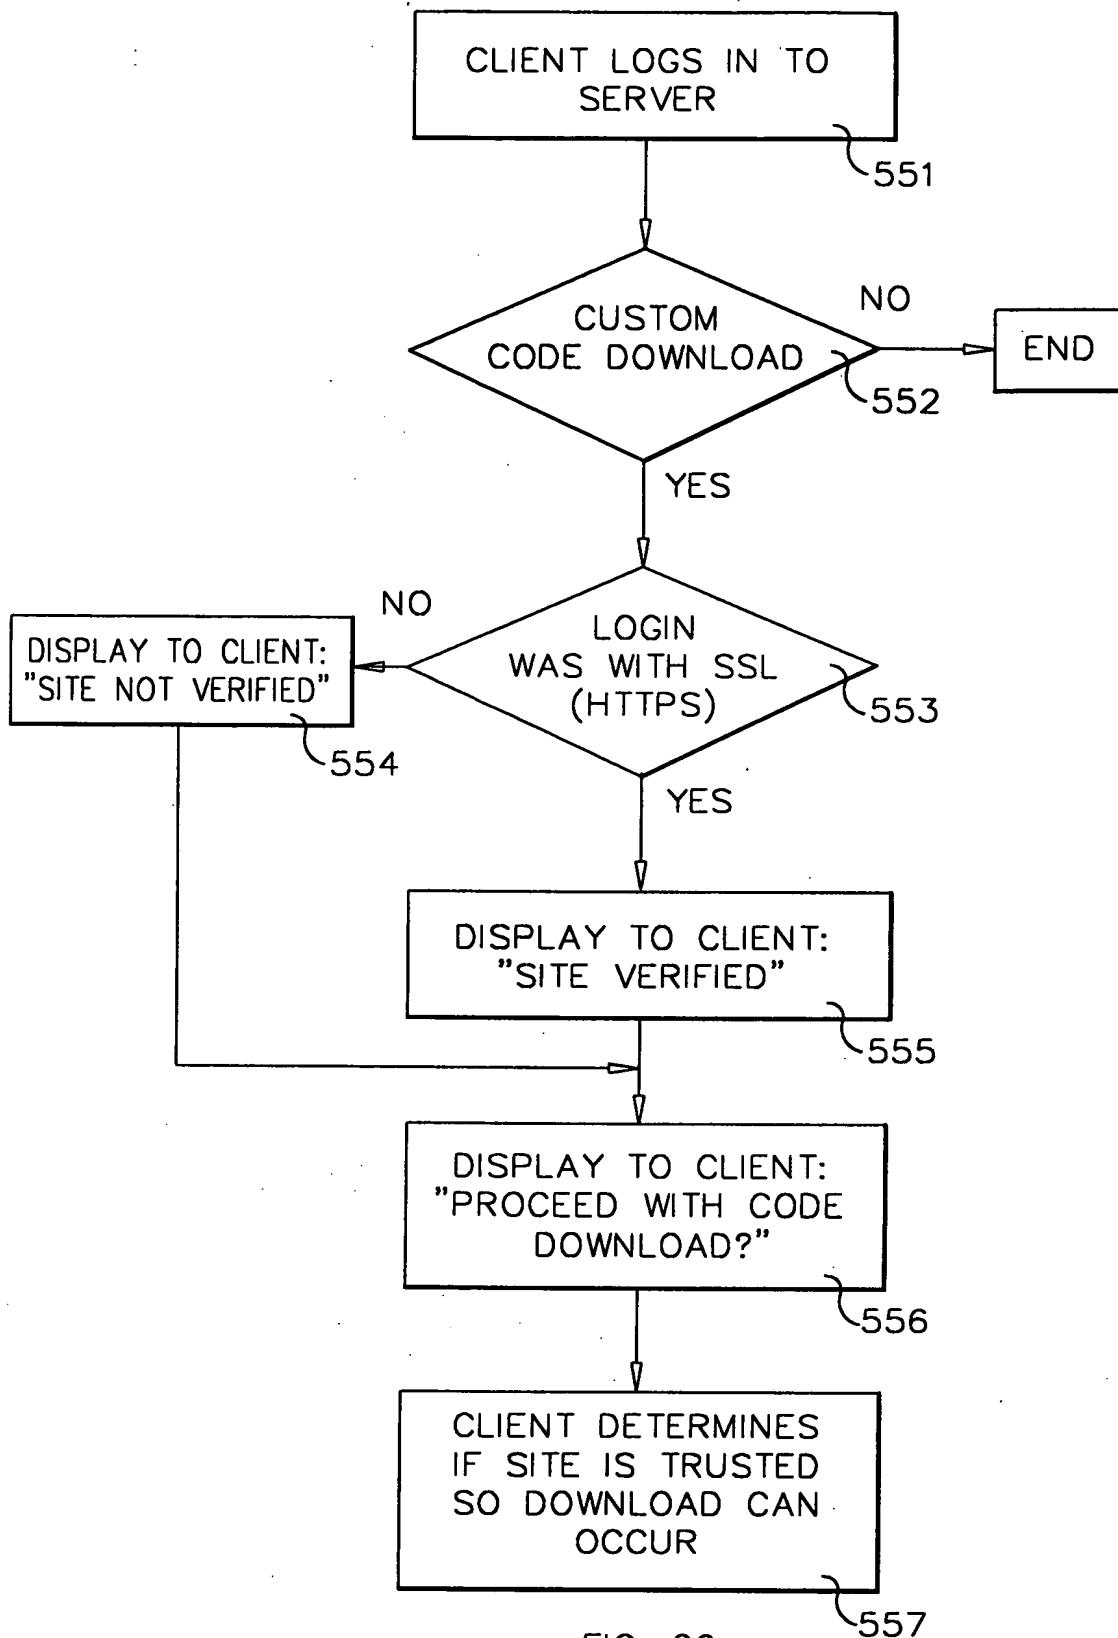 CLIENT LOGS IN TO
SERVER
551
CUSTOM
CODE DOWNLOAD
552
NO
END
YES
LOGIN
WAS WITH SSL
(HTTPS)
553
NO
DISPLAY TO CLIENT:
"SITE NOT VERIFIED"
554
YES
DISPLAY TO CLIENT:
"SITE VERIFIED"
555
DISPLAY TO CLIENT:
"PROCEED WITH CODE
DOWNLOAD?"
556
CLIENT DETERMINES
IF SITE IS TRUSTED
SO DOWNLOAD CAN
OCCUR
557